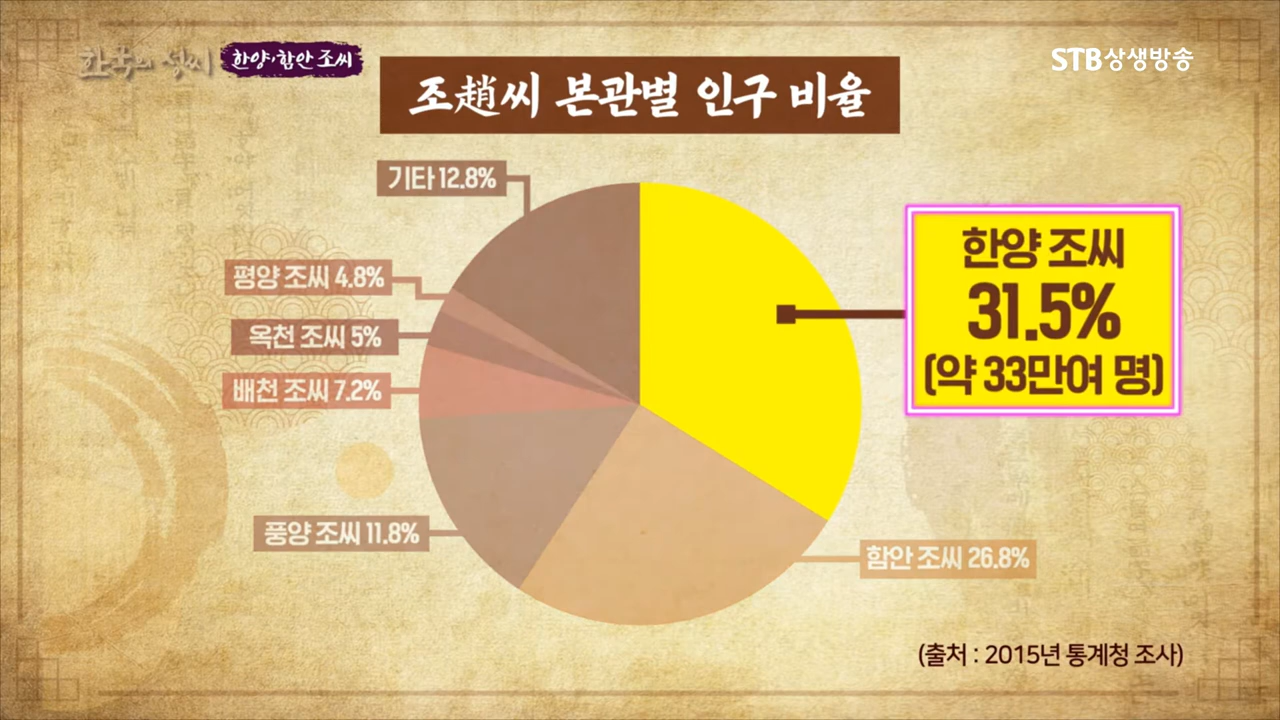 한국의 성씨
한양·함안 조씨
STB상생방송
조趙씨 본관별 인구 비율
기타 12.8%
평양 조씨 4.8%
옥천 조씨 5%
배천 조씨 7.2%
풍양 조씨 11.8%
한양 조씨
31.5%
(약 33만여 명)
함안 조씨 26.8%
(출처 : 2015년 통계청 조사)